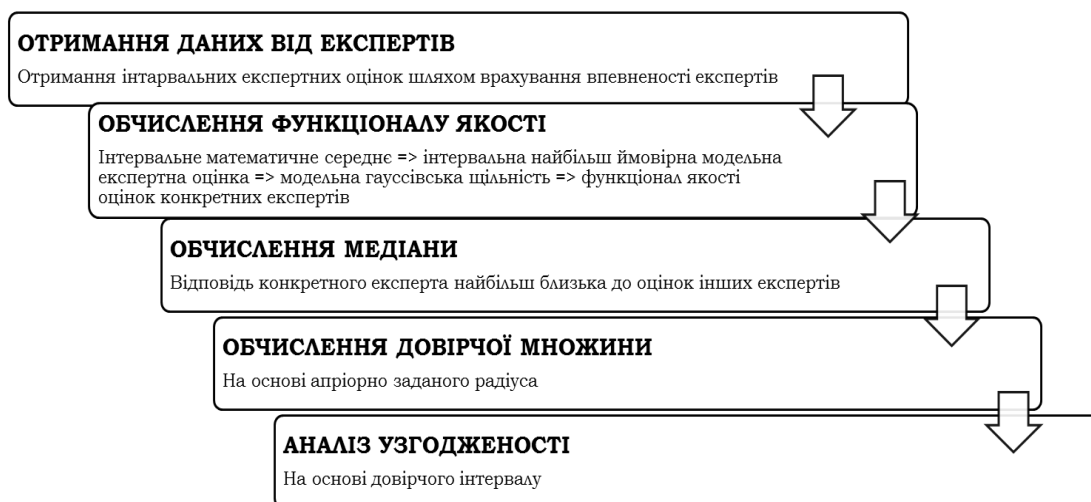 ОТРИМАННЯ ДАНИХ ВІД ЕКСПЕРТІВ
Отримання інтарвальних експертних оцінок шляхом врахування впевненості експертів
ОБЧИСЛЕННЯ ФУНКЦІОНАЛУ ЯКОСТІ
Інтервальне математичне середнє => інтервальна найбільш ймовірна модельна
експертна оцінка => модельна гауссівська щільність => функціонал якості
оцінок конкретних експертів
ОБЧИСЛЕННЯ МЕДІАНИ
Відповідь конкретного експерта найбільш близька до оцінок інших експертів
ОБЧИСЛЕННЯ ДОВІРЧОЇ МНОЖИНИ
На основі апріорно заданого радіуса
АНАЛІЗ УЗГОДЖЕНОСТІ
На основі довірчого інтервалу